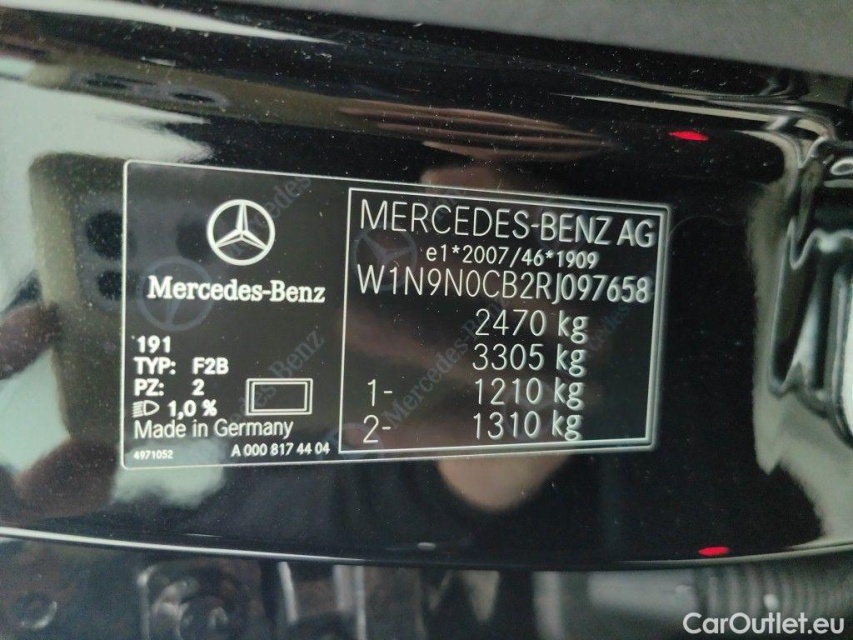 Mercedes-Benz
191
TYP: F2B
PZ: 2
1,0 %
Made in Germany
4971052
A 000 817 44 04
MERCEDES-BENZ AG
e1*2007/46*1909
W1N9N0CB2RJ097658
2470 kg
3305 kg
1- 1210 kg
2- 1310 kg
CarOutlet.eu